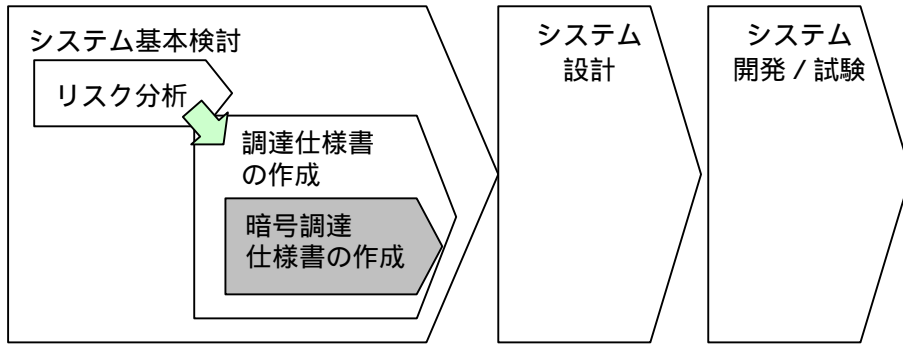 システム基本検討
リスク分析
調達仕様書
の作成
暗号調達
仕様書の作成
システム
設計
システム
開発 / 試験